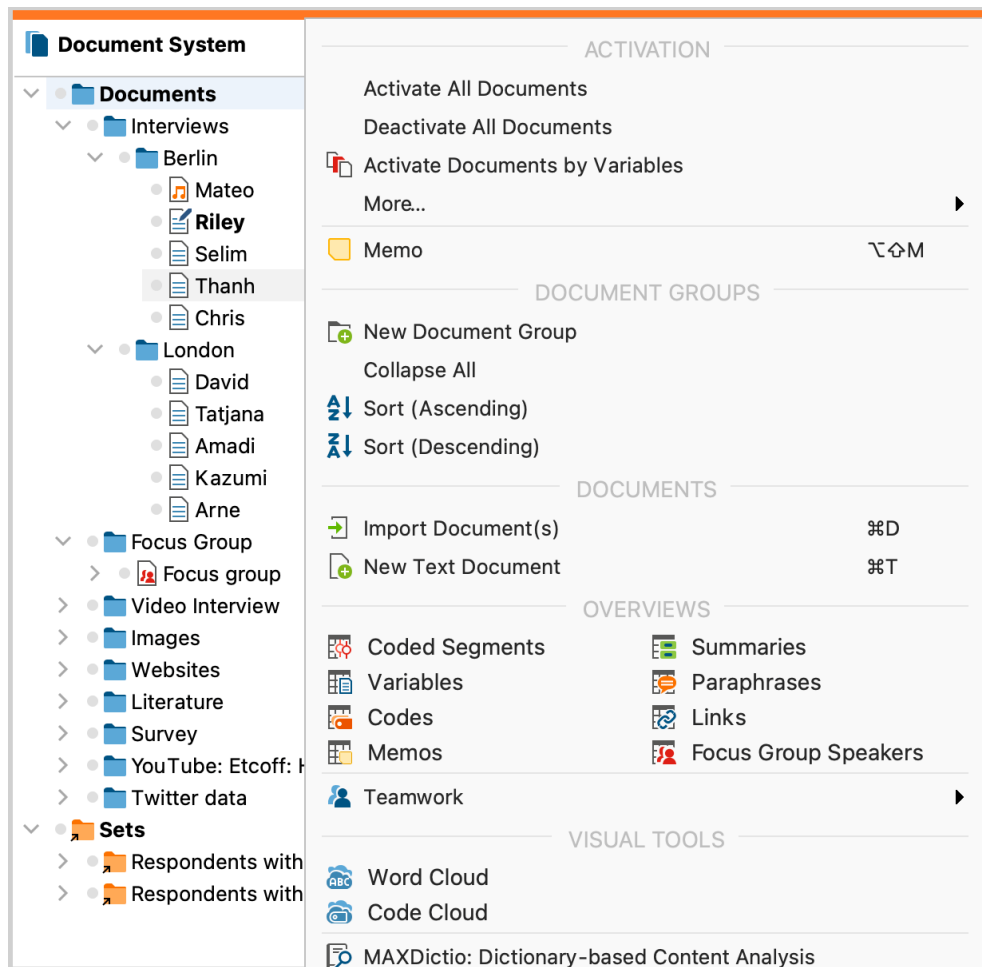 Document System
Documents
Interviews
Berlin
Mateo
Riley
Selim
Thanh
Chris
London
David
Tatjana
Amadi
Kazumi
Arne
Focus Group
Focus group
Video Interview
Images
Websites
Literature
Survey
YouTube: Etcoff:
Twitter data
Sets
Respondents with
Respondents with
ACTIVATION
Activate All Documents
Deactivate All Documents
Activate Documents by Variables
More...
Memo ⌥⇧M
DOCUMENT GROUPS
New Document Group
Collapse All
Sort (Ascending)
Sort (Descending)
DOCUMENTS
Import Document(s) ⌘D
New Text Document ⌘T
OVERVIEWS
Coded Segments Summaries
Variables Paraphrases
Codes Links
Memos Focus Group Speakers
Teamwork
VISUAL TOOLS
Word Cloud
Code Cloud
MAXDictio: Dictionary-based Content Analysis